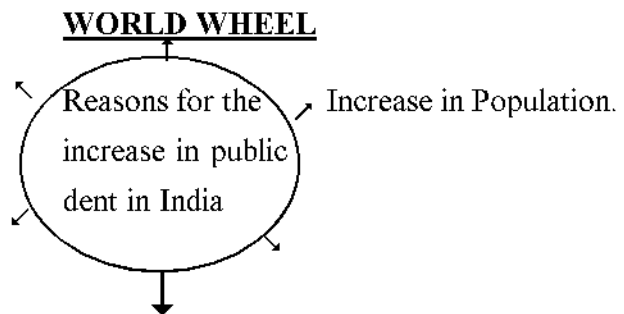 WORLD WHEEL
Reasons for the
increase in public
dent in India
Increase in Population.